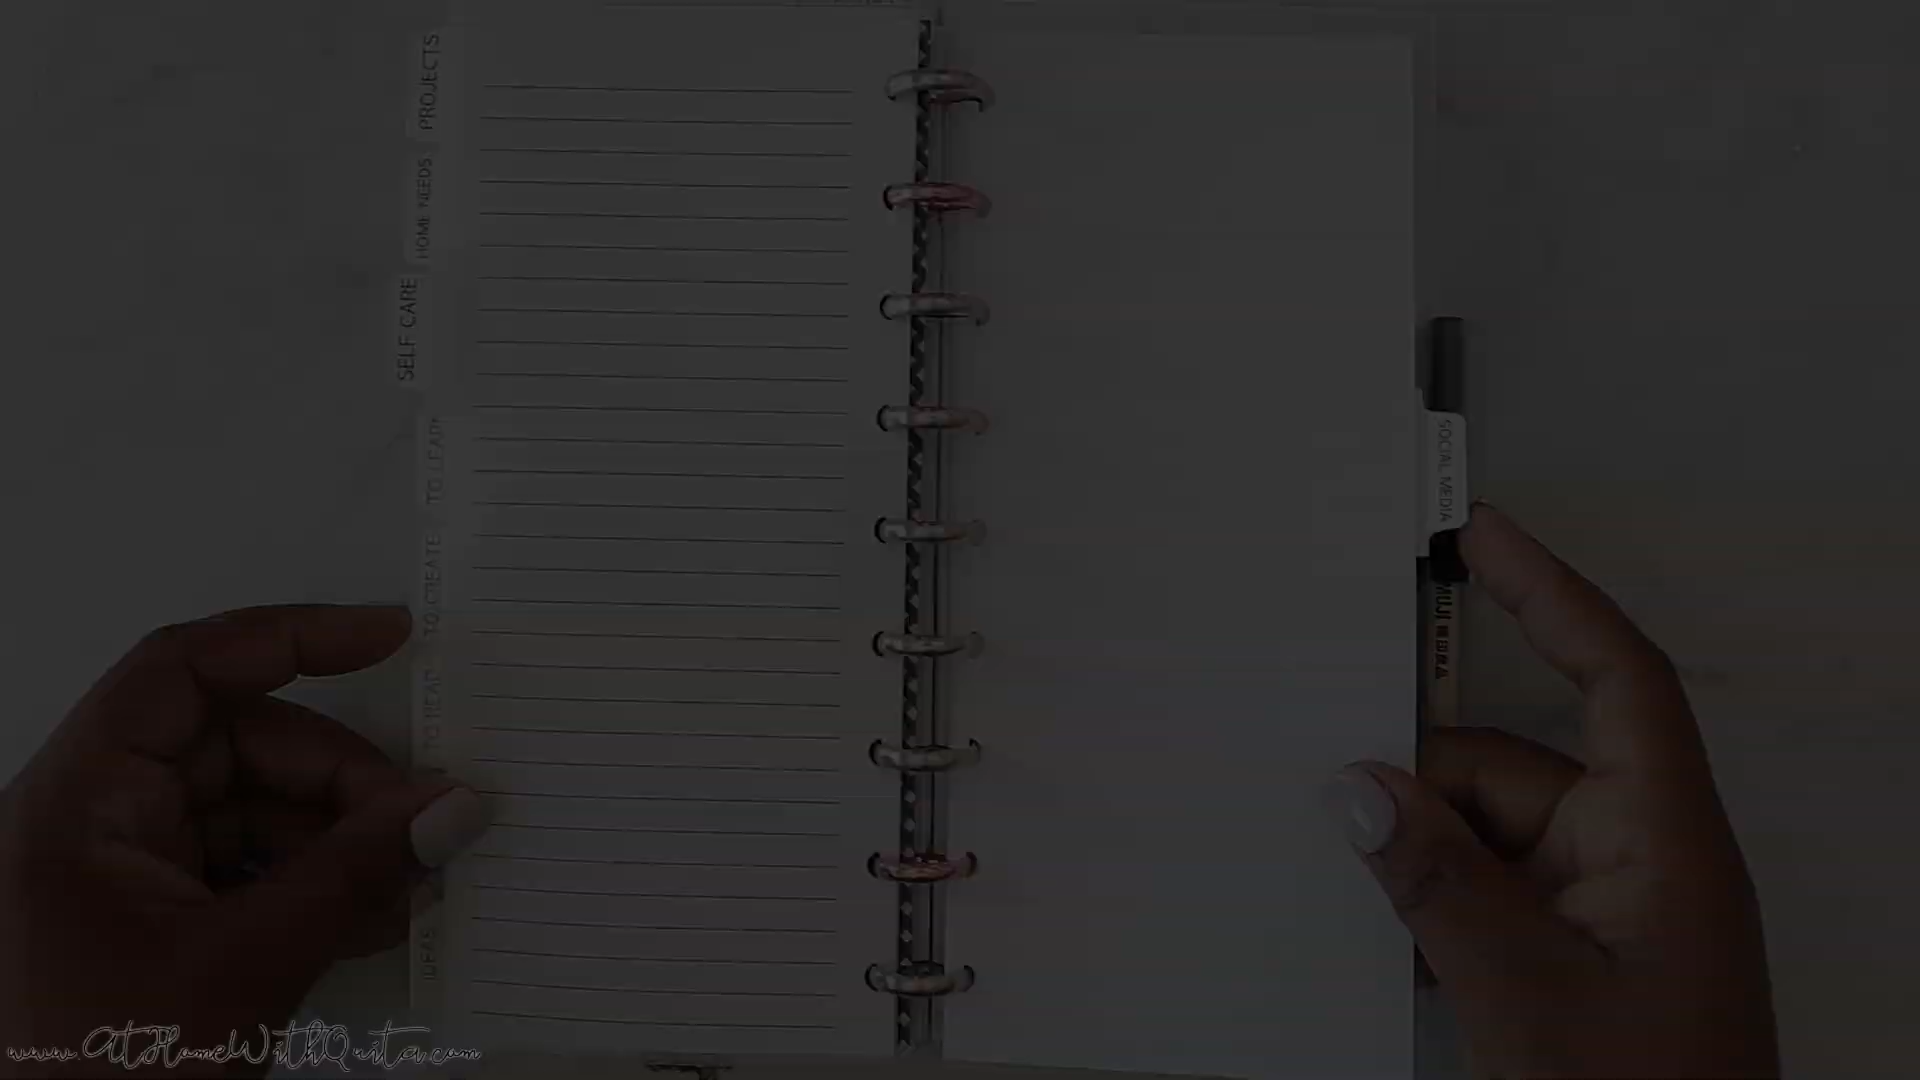 PROJECTS
HOME NEEDS
SELF CARE
TO LEARN
TO CREATE
TO READ
IDEAS
SOCIAL MEDIA
MUJI
www.AtHomeWithQuita.com